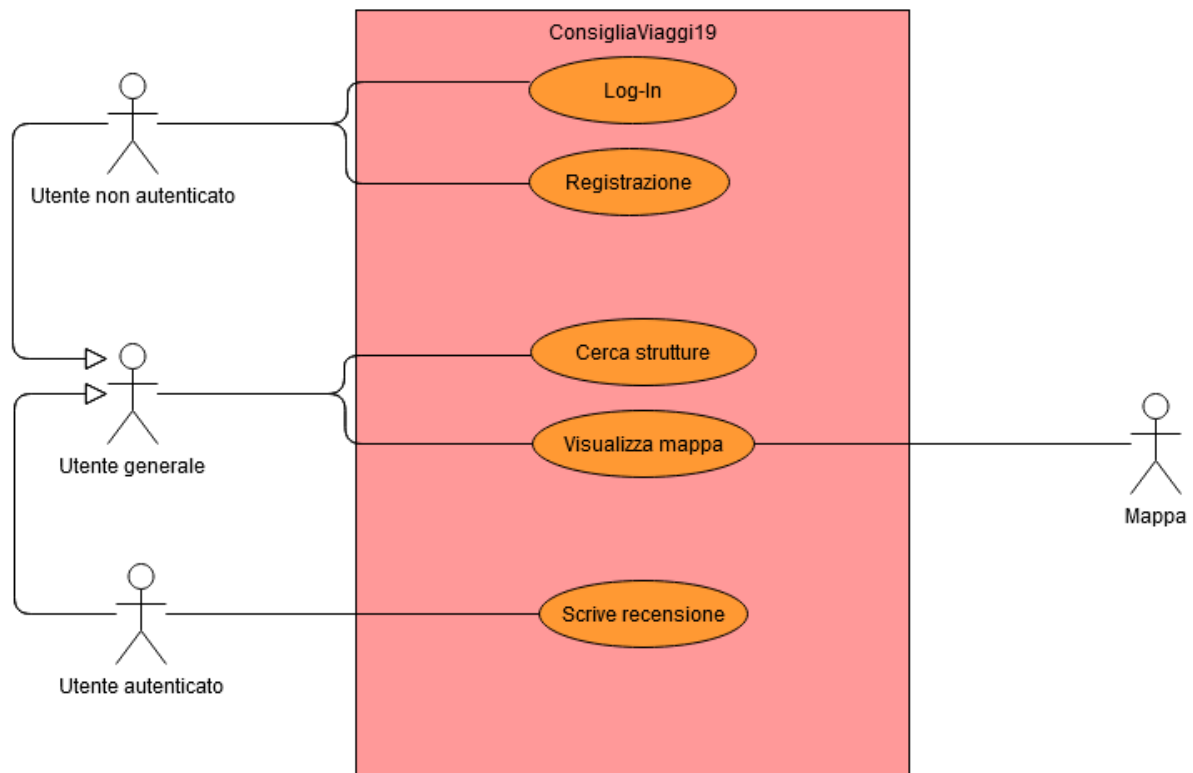 ConsigliaViaggi19
Log-In
Registrazione
Utente non autenticato
Cerca strutture
Visualizza mappa
Utente generale
Mappa
Scrive recensione
Utente autenticato